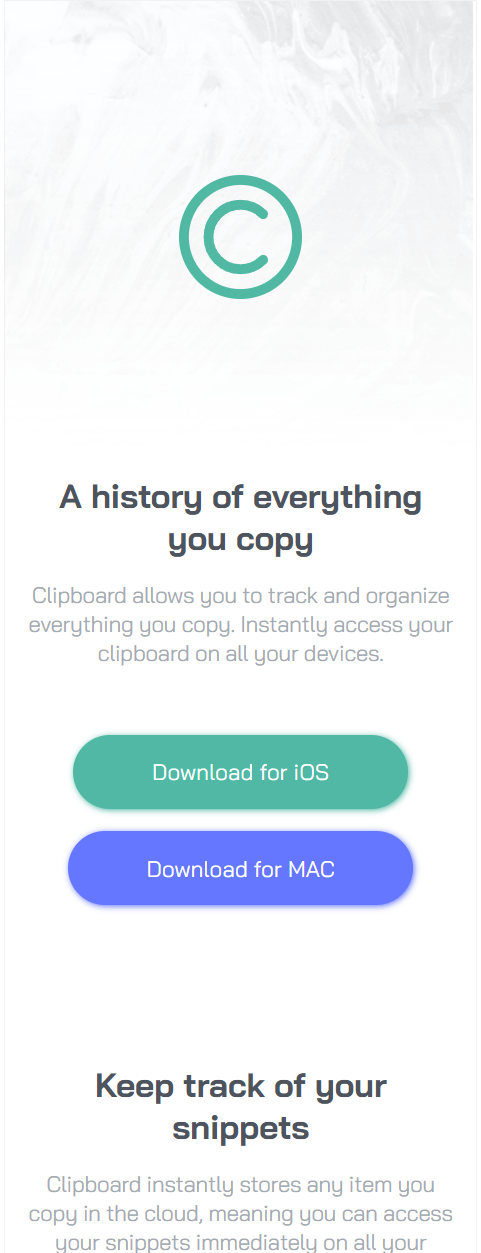 A history of everything
you copy
Clipboard allows you to track and organize
everything you copy. Instantly access your
clipboard on all your devices.
Download for iOS
Download for MAC
Keep track of your
snippets
Clipboard instantly stores any item you
copy in the cloud, meaning you can access
your snippets immediately on all your